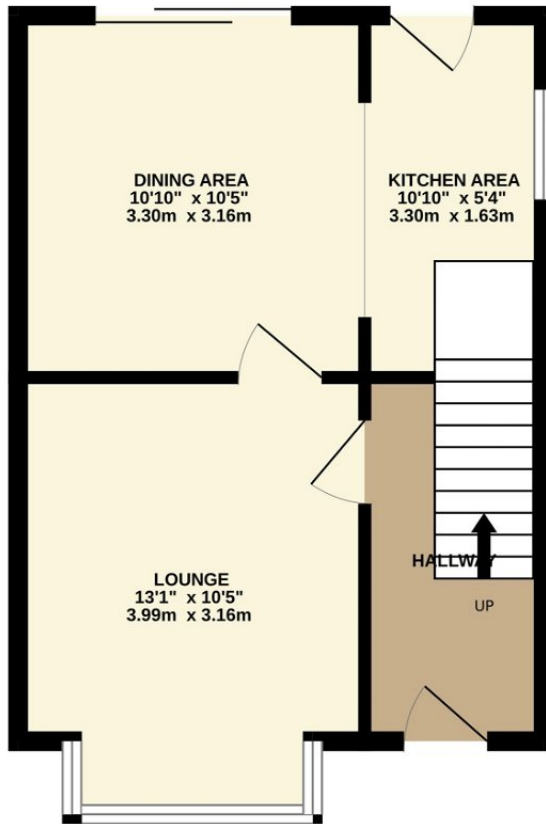 DINING AREA
10'10" x 10'5"
3.30m x 3.16m
KITCHEN AREA
10'10" x 5'4"
3.30m x 1.63m
LOUNGE
13'1" x 10'5"
3.99m x 3.16m
HALLWAY
UP